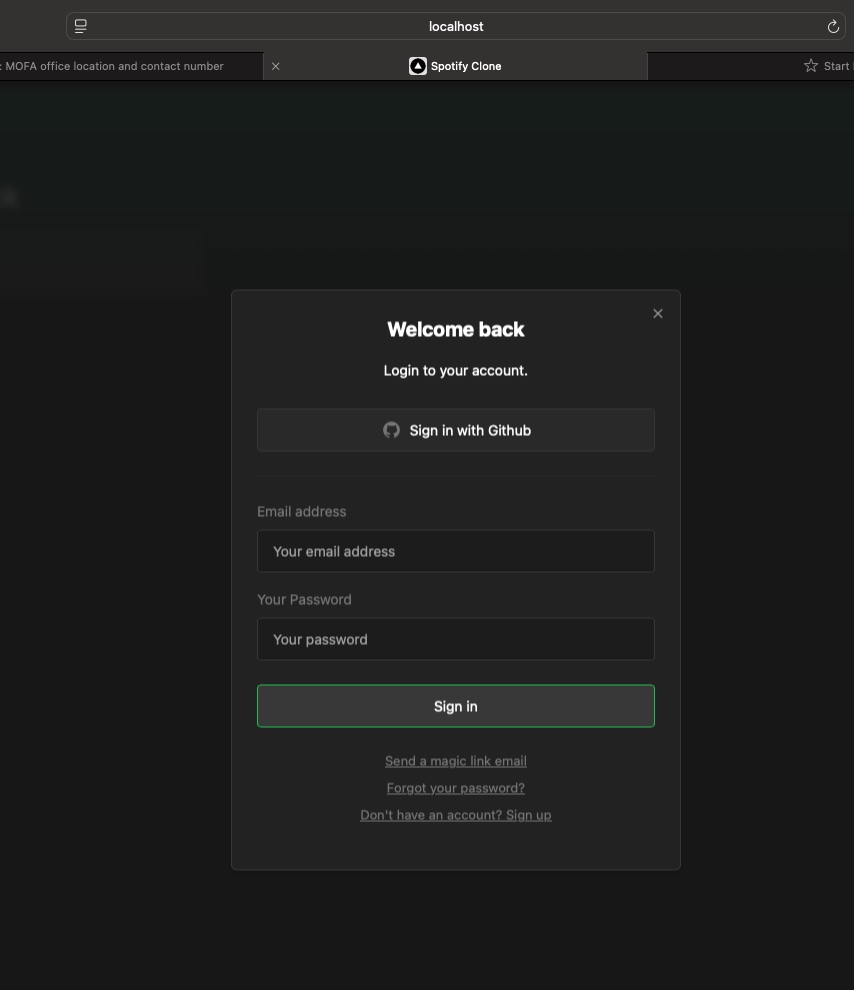 localhost
: MOFA office location and contact number
Spotify Clone
Start
Welcome back
Login to your account.
Sign in with Github
Email address
Your email address
Your Password
Your password
Sign in
Send a magic link email
Forgot your password?
Don't have an account? Sign up